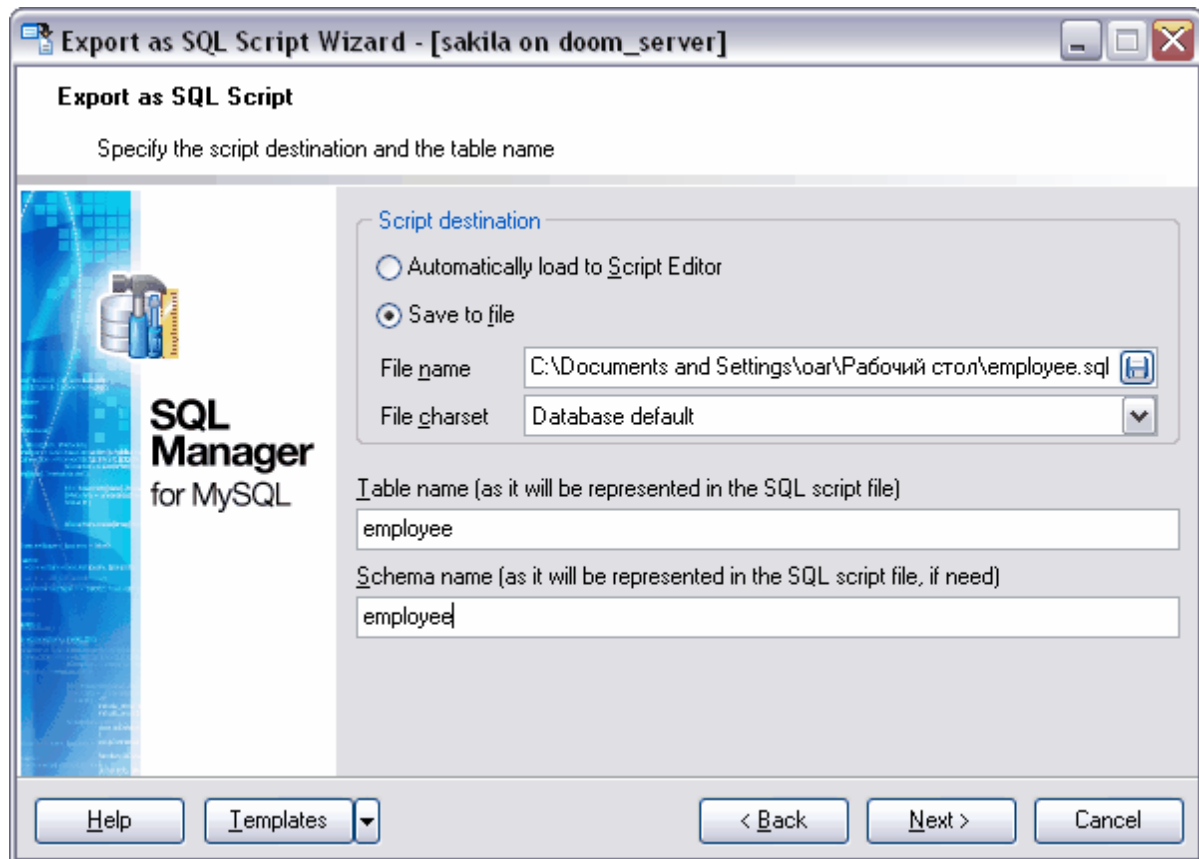 Export as SQL Script Wizard - [sakila on doom_server]
Export as SQL Script
Specify the script destination and the table name
SQL
Manager
for MySQL
Script destination
Automatically load to Script Editor
Save to file
File name
C:\Documents and Settings\oar\Рабочий стол\employee.sql
File charset
Database default
Table name (as it will be represented in the SQL script file)
employee
Schema name (as it will be represented in the SQL script file, if need)
employee
Help
Templates
< Back
Next >
Cancel